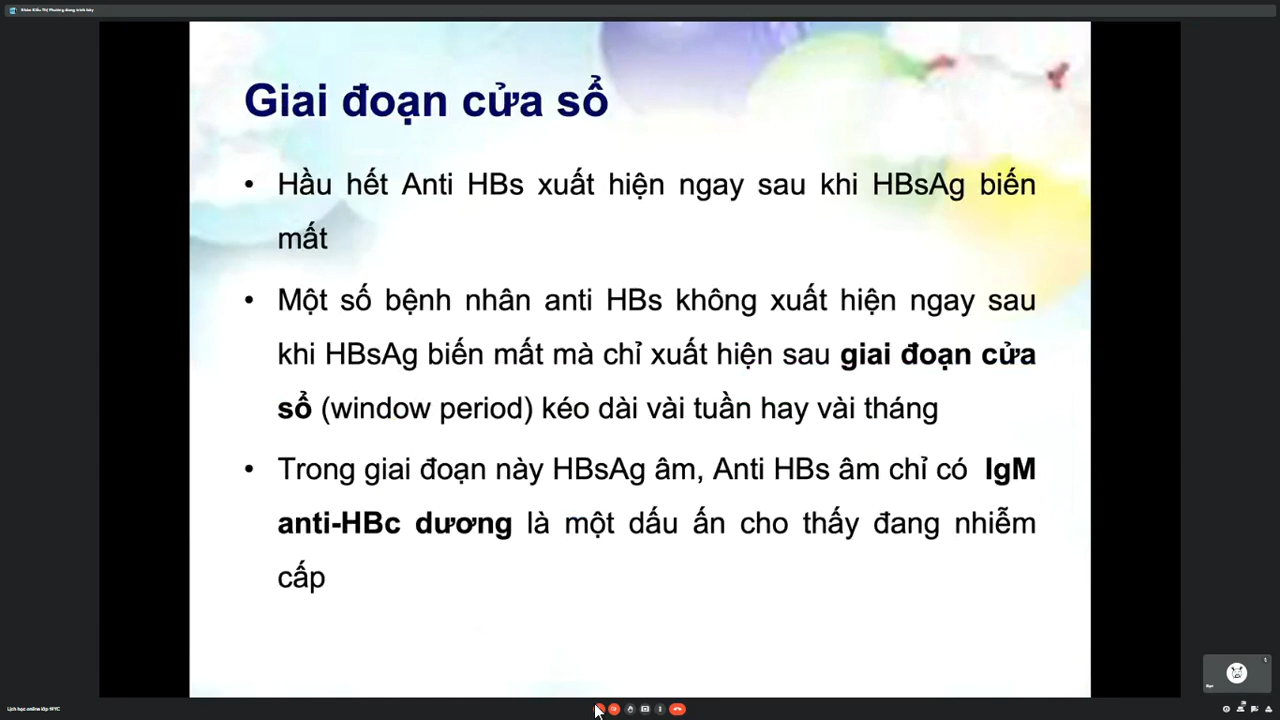 Giai đoạn cửa sổ
• Hầu hết Anti HBs xuất hiện ngay sau khi HBsAg biến
mất
• Một số bệnh nhân anti HBs không xuất hiện ngay sau
khi HBsAg biến mất mà chỉ xuất hiện sau giai đoạn cửa
sổ (window period) kéo dài vài tuần hay vài tháng
• Trong giai đoạn này HBsAg âm, Anti HBs âm chỉ có IgM
anti-HBc dương là một dấu ấn cho thấy đang nhiễm
cấp